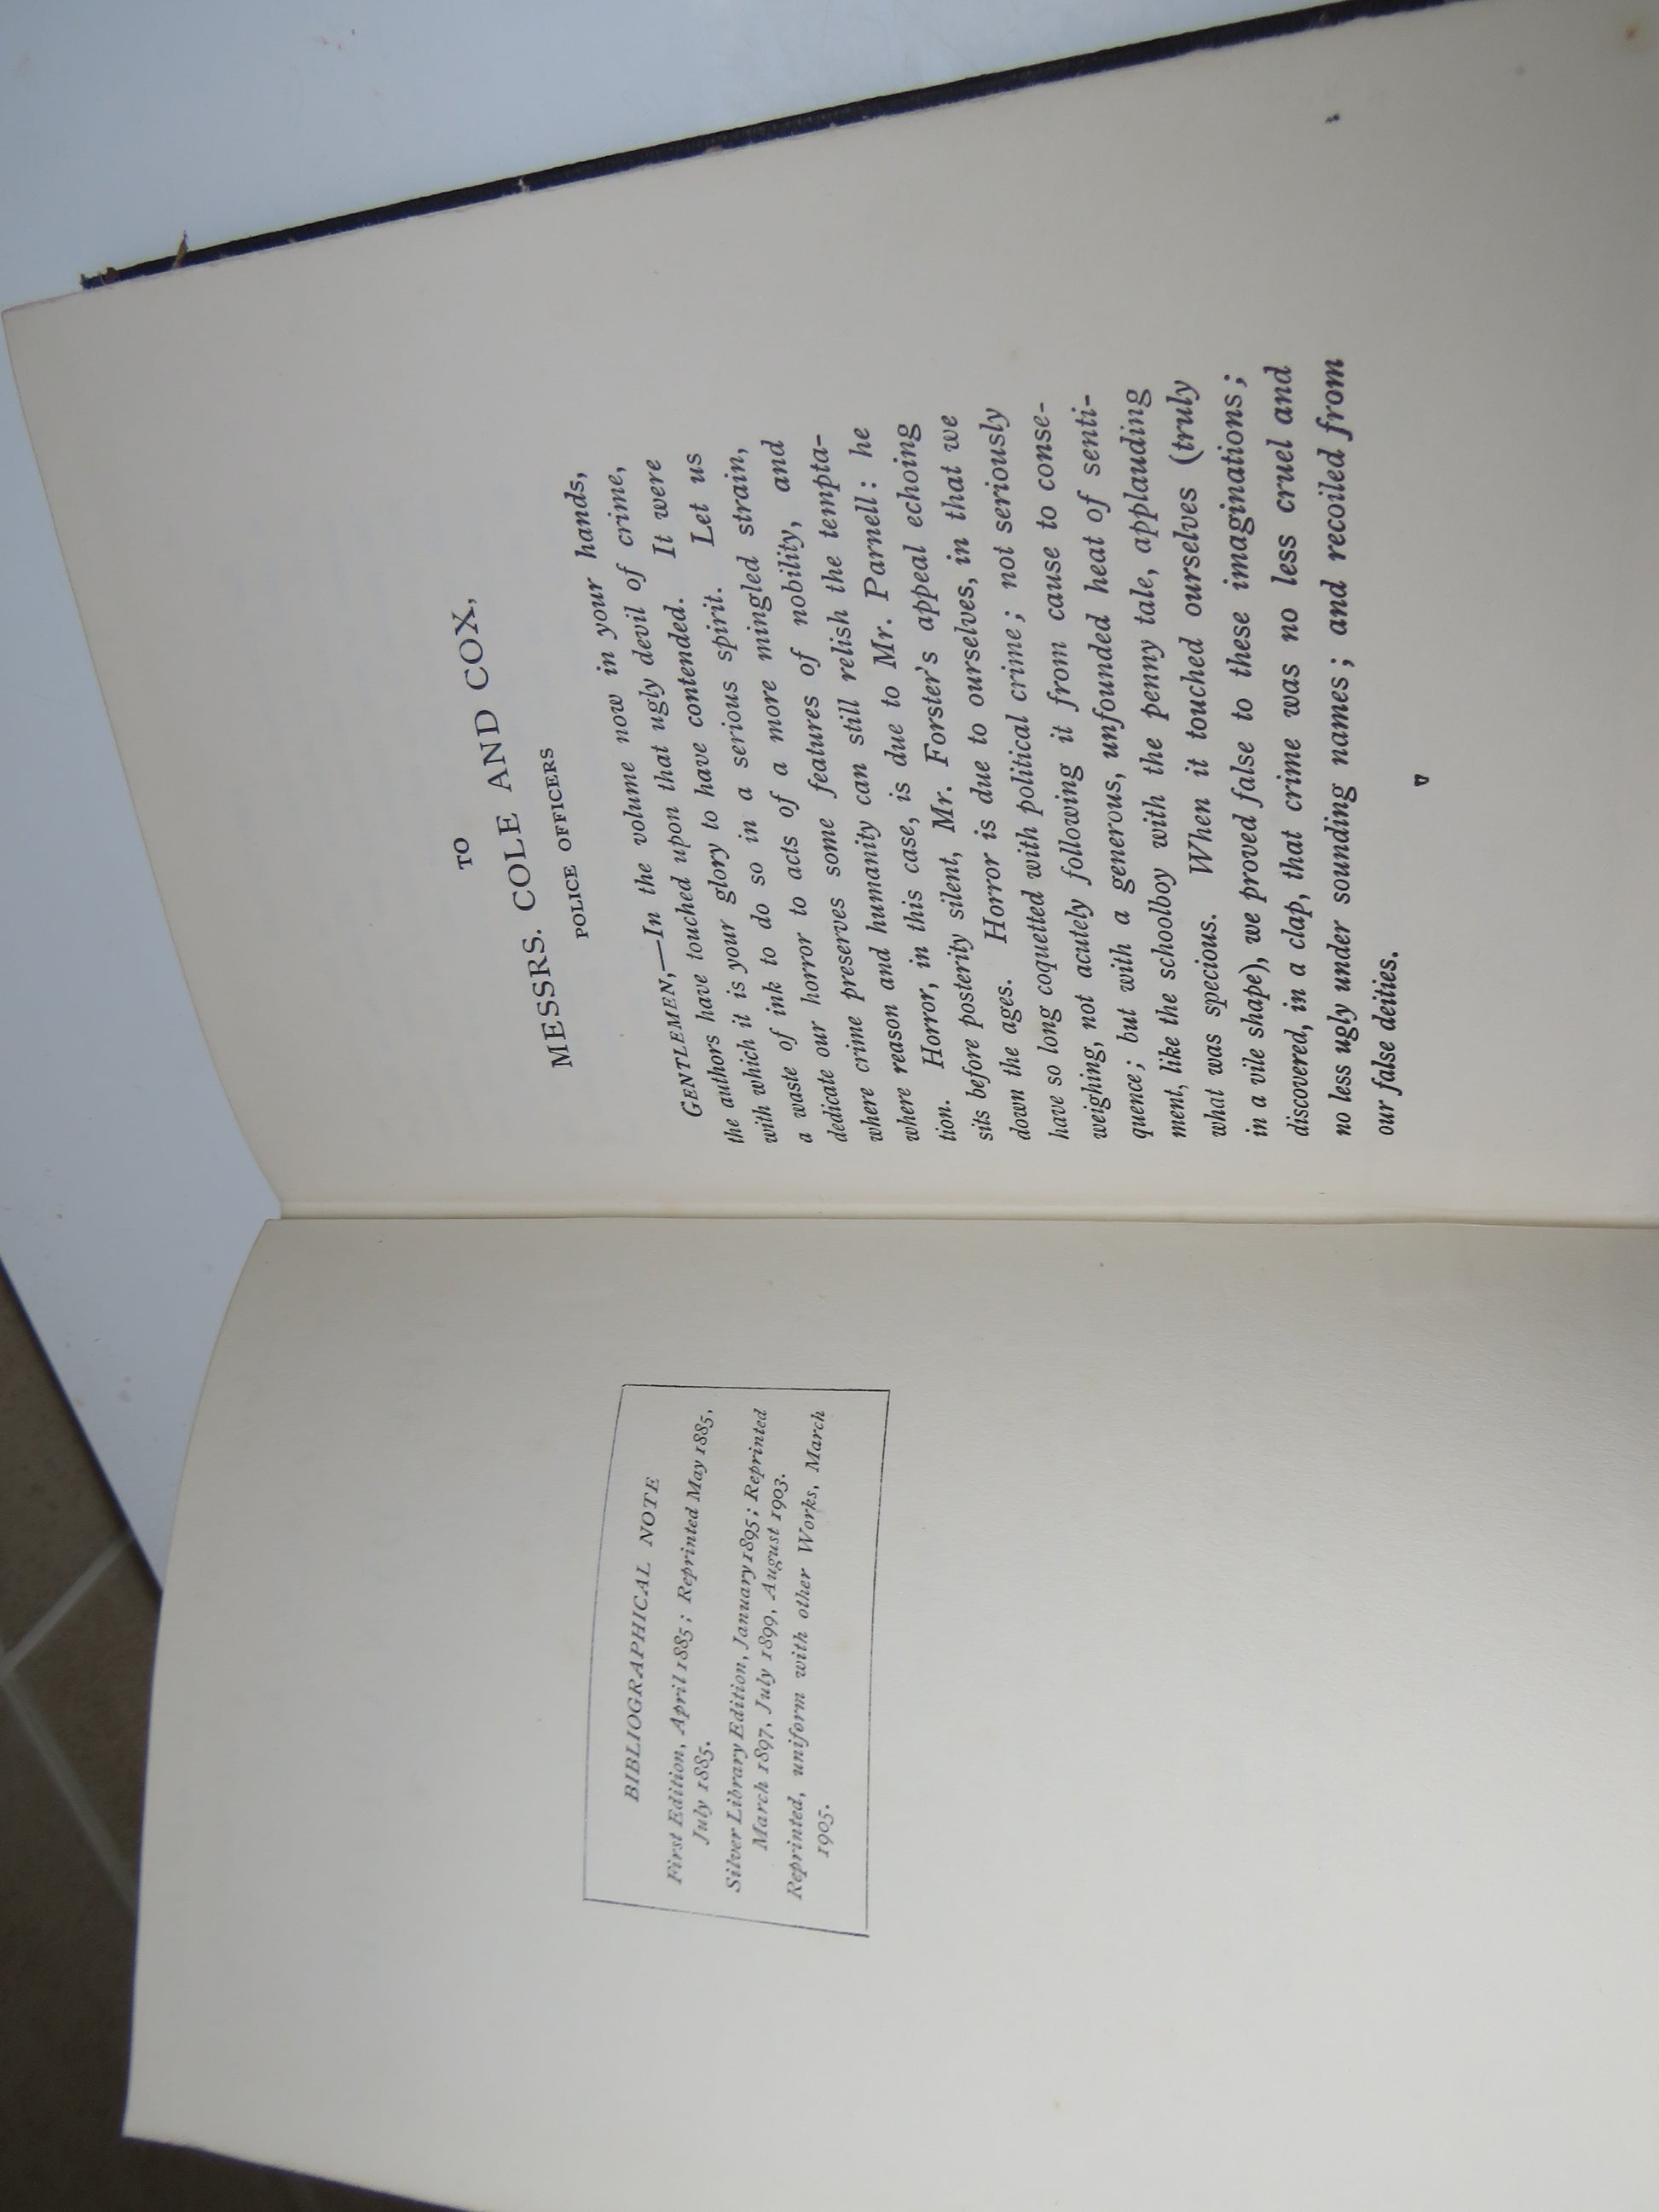 BIBLIOGRAPHICAL NOTE
First Edition, April 1885; Reprinted May 1885,
July 1885.
Silver Library Edition, January 1895; Reprinted
March 1897, July 1899, August 1903.
Reprinted, uniform with other Works, March
1905.
TO
MESSRS. COLE AND COX,
POLICE OFFICERS
GENTLEMEN,—In the volume now in your hands,
the authors have touched upon that ugly devil of crime,
with which it is your glory to have contended. It were
a waste of ink to do so in a serious spirit. Let us
dedicate our horror to acts of a more mingled strain,
where crime preserves some features of nobility, and
where reason and humanity can still relish the tempta-
tion. Horror, in this case, is due to Mr. Parnell: he
sits before posterity silent, Mr. Forster's appeal echoing
down the ages. Horror is due to ourselves, in that we
have so long coquetted with political crime; not seriously
weighing, not acutely following it from cause to conse-
quence; but with a generous, unfounded heat of senti-
ment, like the schoolboy with the penny tale, applauding
what was specious. When it touched ourselves (truly
in a vile shape), we proved false to these imaginations;
discovered, in a clap, that crime was no less cruel and
no less ugly under sounding names; and recoiled from
our false deities.
v